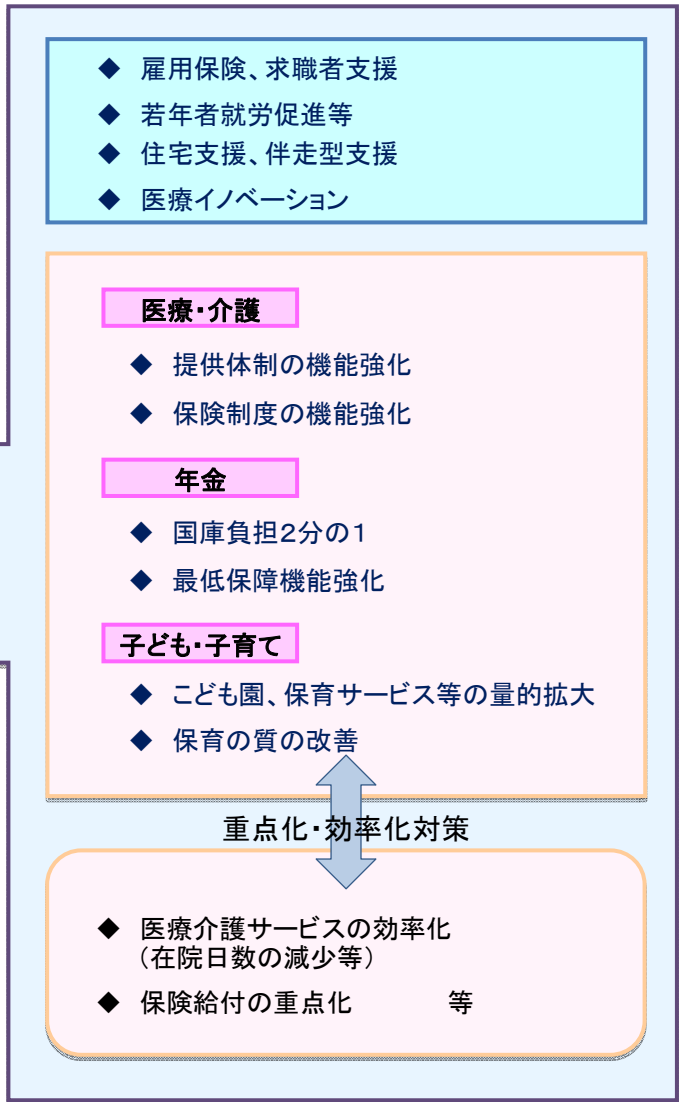 ◆ 雇用保険、求職者支援
◆ 若年者就労促進等
◆ 住宅支援、伴走型支援
◆ 医療イノベーション
医療・介護
◆ 提供体制の機能強化
◆ 保険制度の機能強化
年金
◆ 国庫負担２分の１
◆ 最低保障機能強化
子ども・子育て
◆ こども園、保育サービス等の量的拡大
◆ 保育の質の改善
重点化・効率化対策
◆ 医療介護サービスの効率化
（在院日数の減少等）
◆ 保険給付の重点化　　　等